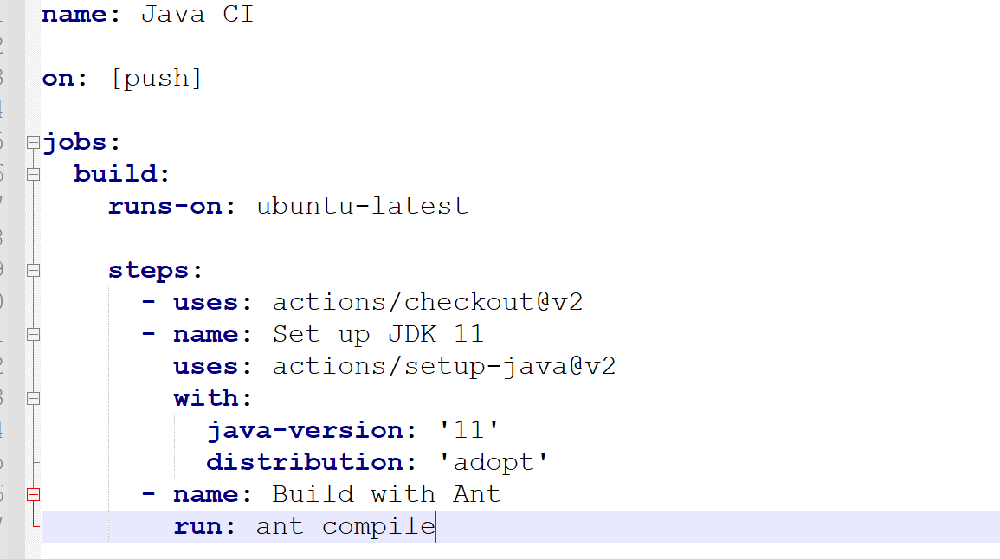 name: Java CI
on: [push]
jobs:
build:
runs-on: ubuntu-latest
steps:
- uses: actions/checkout@v2
- name: Set up JDK 11
uses: actions/setup-java@v2
with:
java-version: '11'
distribution: 'adopt'
- name: Build with Ant
run: ant compile